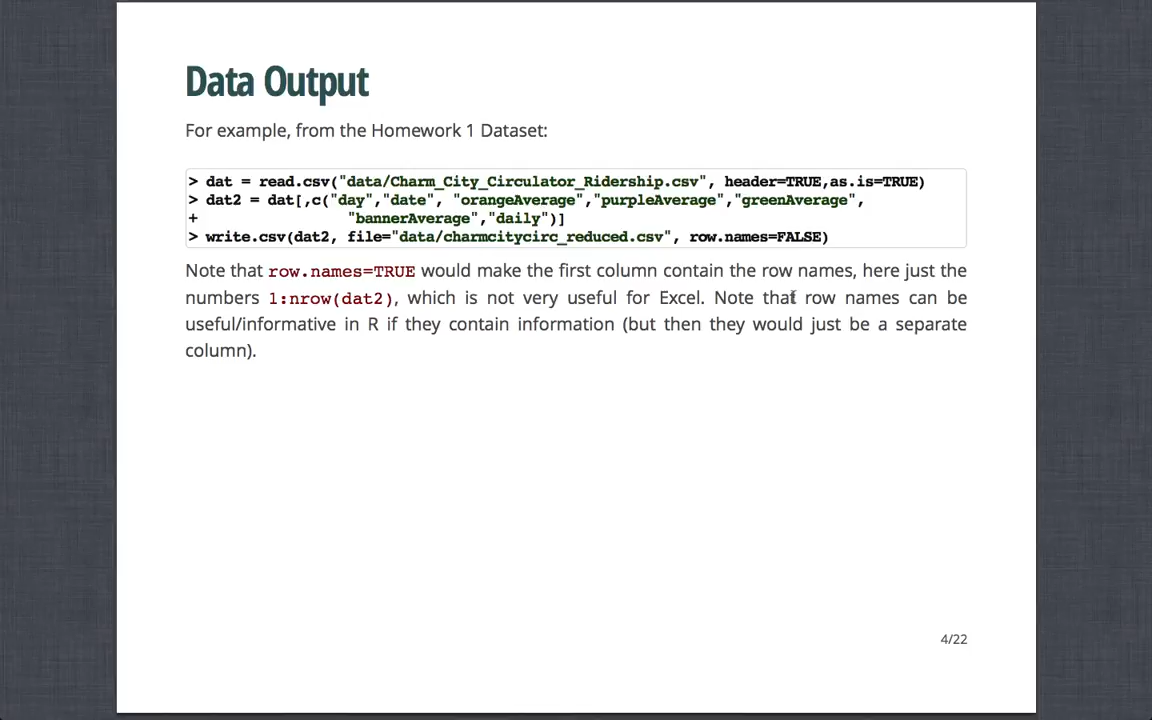 Data Output
For example, from the Homework 1 Dataset:
> dat = read.csv("data/Charm_City_Circulator_Ridership.csv", header=TRUE,as.is=TRUE)
> dat2 = dat[,c("day","date", "orangeAverage","purpleAverage","greenAverage",
+ "bannerAverage","daily")]
> write.csv(dat2, file="data/charmcitycirc_reduced.csv", row.names=FALSE)
Note that row.names=TRUE would make the first column contain the row names, here just the
numbers 1:nrow(dat2), which is not very useful for Excel. Note that row names can be
useful/informative in R if they contain information (but then they would just be a separate
column).
4/22